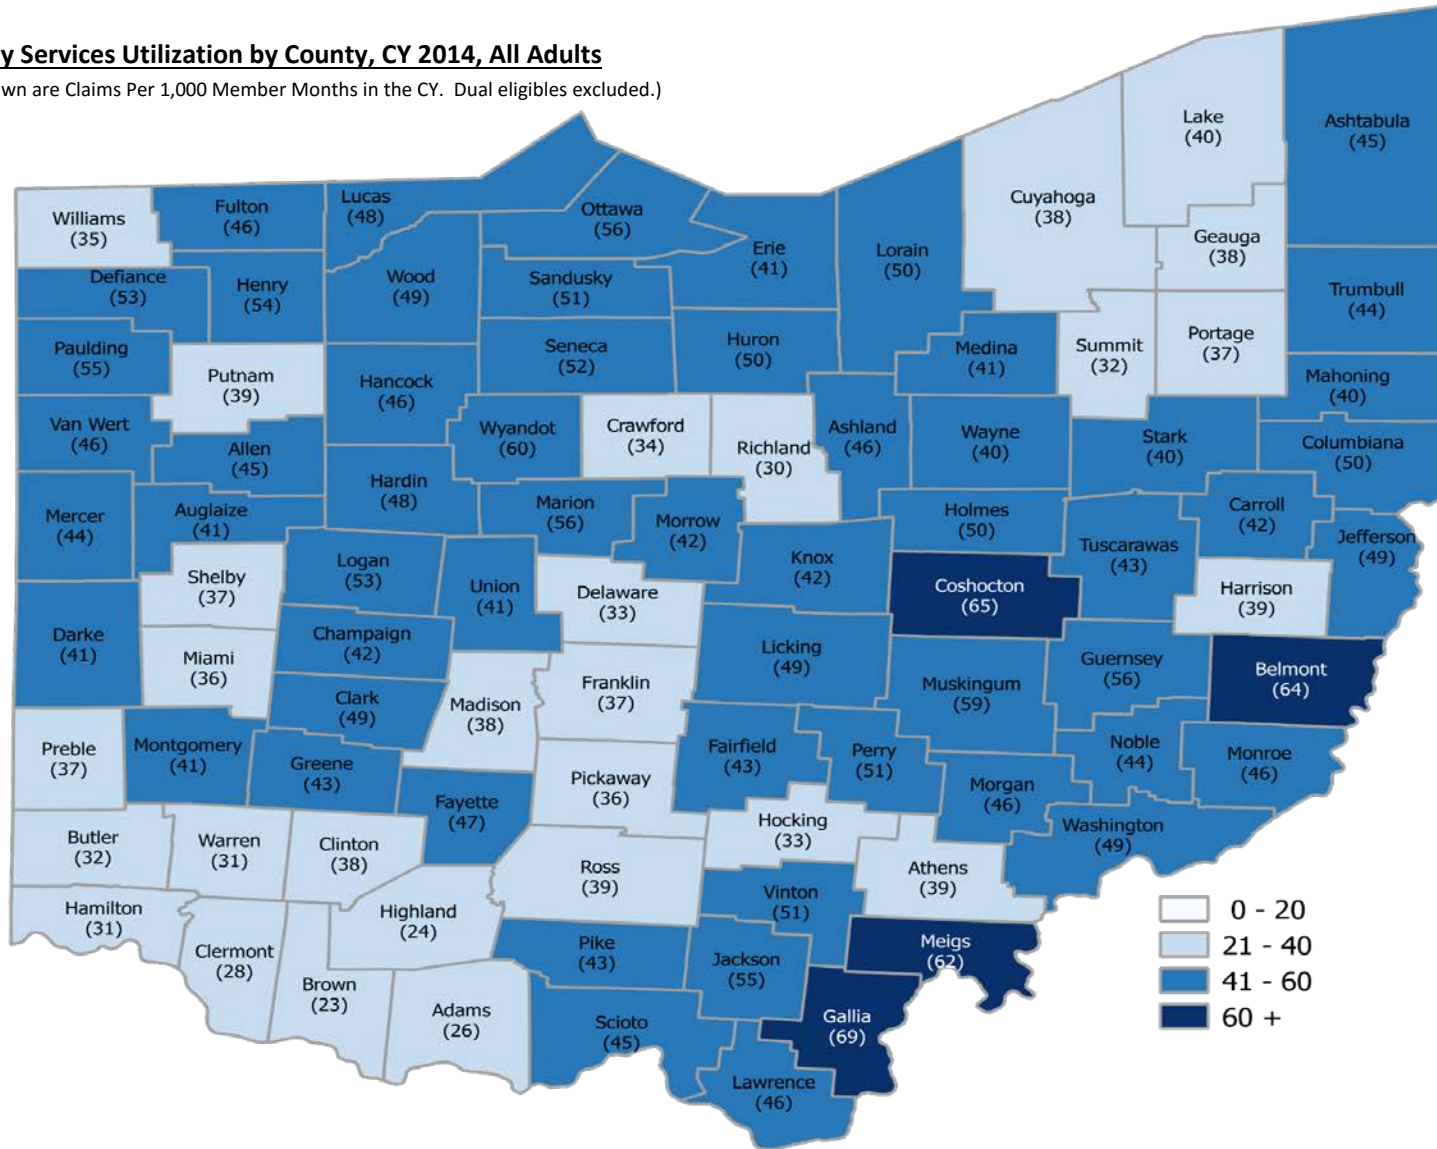 y Services Utilization by County, CY 2014, All Adults
wn are Claims Per 1,000 Member Months in the CY.  Dual eligibles excluded.)
Lake
(40)
Ashtabula
(45)
Williams
(35)
Fulton
(46)
Lucas
(48)
Ottawa
(56)
Cuyahoga
(38)
Geauga
(38)
Defiance
(53)
Henry
(54)
Wood
(49)
Sandusky
(51)
Erie
(41)
Lorain
(50)
Trumbull
(44)
Paulding
(55)
Putnam
(39)
Hancock
(46)
Seneca
(52)
Huron
(50)
Medina
(41)
Summit
(32)
Portage
(37)
Mahoning
(40)
Van Wert
(46)
Allen
(45)
Wyandot
(60)
Crawford
(34)
Richland
(30)
Ashland
(46)
Wayne
(40)
Stark
(40)
Columbiana
(50)
Mercer
(44)
Auglaize
(41)
Hardin
(48)
Marion
(56)
Morrow
(42)
Holmes
(50)
Carroll
(42)
Jefferson
(49)
Shelby
(37)
Logan
(53)
Union
(41)
Delaware
(33)
Knox
(42)
Coshocton
(65)
Tuscarawas
(43)
Harrison
(39)
Darke
(41)
Miami
(36)
Champaign
(42)
Licking
(49)
Guernsey
(56)
Belmont
(64)
Clark
(49)
Madison
(38)
Franklin
(37)
Muskingum
(59)
Preble
(37)
Montgomery
(41)
Greene
(43)
Fairfield
(43)
Perry
(51)
Noble
(44)
Monroe
(46)
Fayette
(47)
Pickaway
(36)
Morgan
(46)
Butler
(32)
Warren
(31)
Clinton
(38)
Hocking
(33)
Washington
(49)
Ross
(39)
Athens
(39)
Hamilton
(31)
Highland
(24)
Vinton
(51)
Clermont
(28)
Pike
(43)
Jackson
(55)
Meigs
(62)
Brown
(23)
Adams
(26)
Scioto
(45)
Gallia
(69)
Lawrence
(46)
0 - 20
21 - 40
41 - 60
60 +